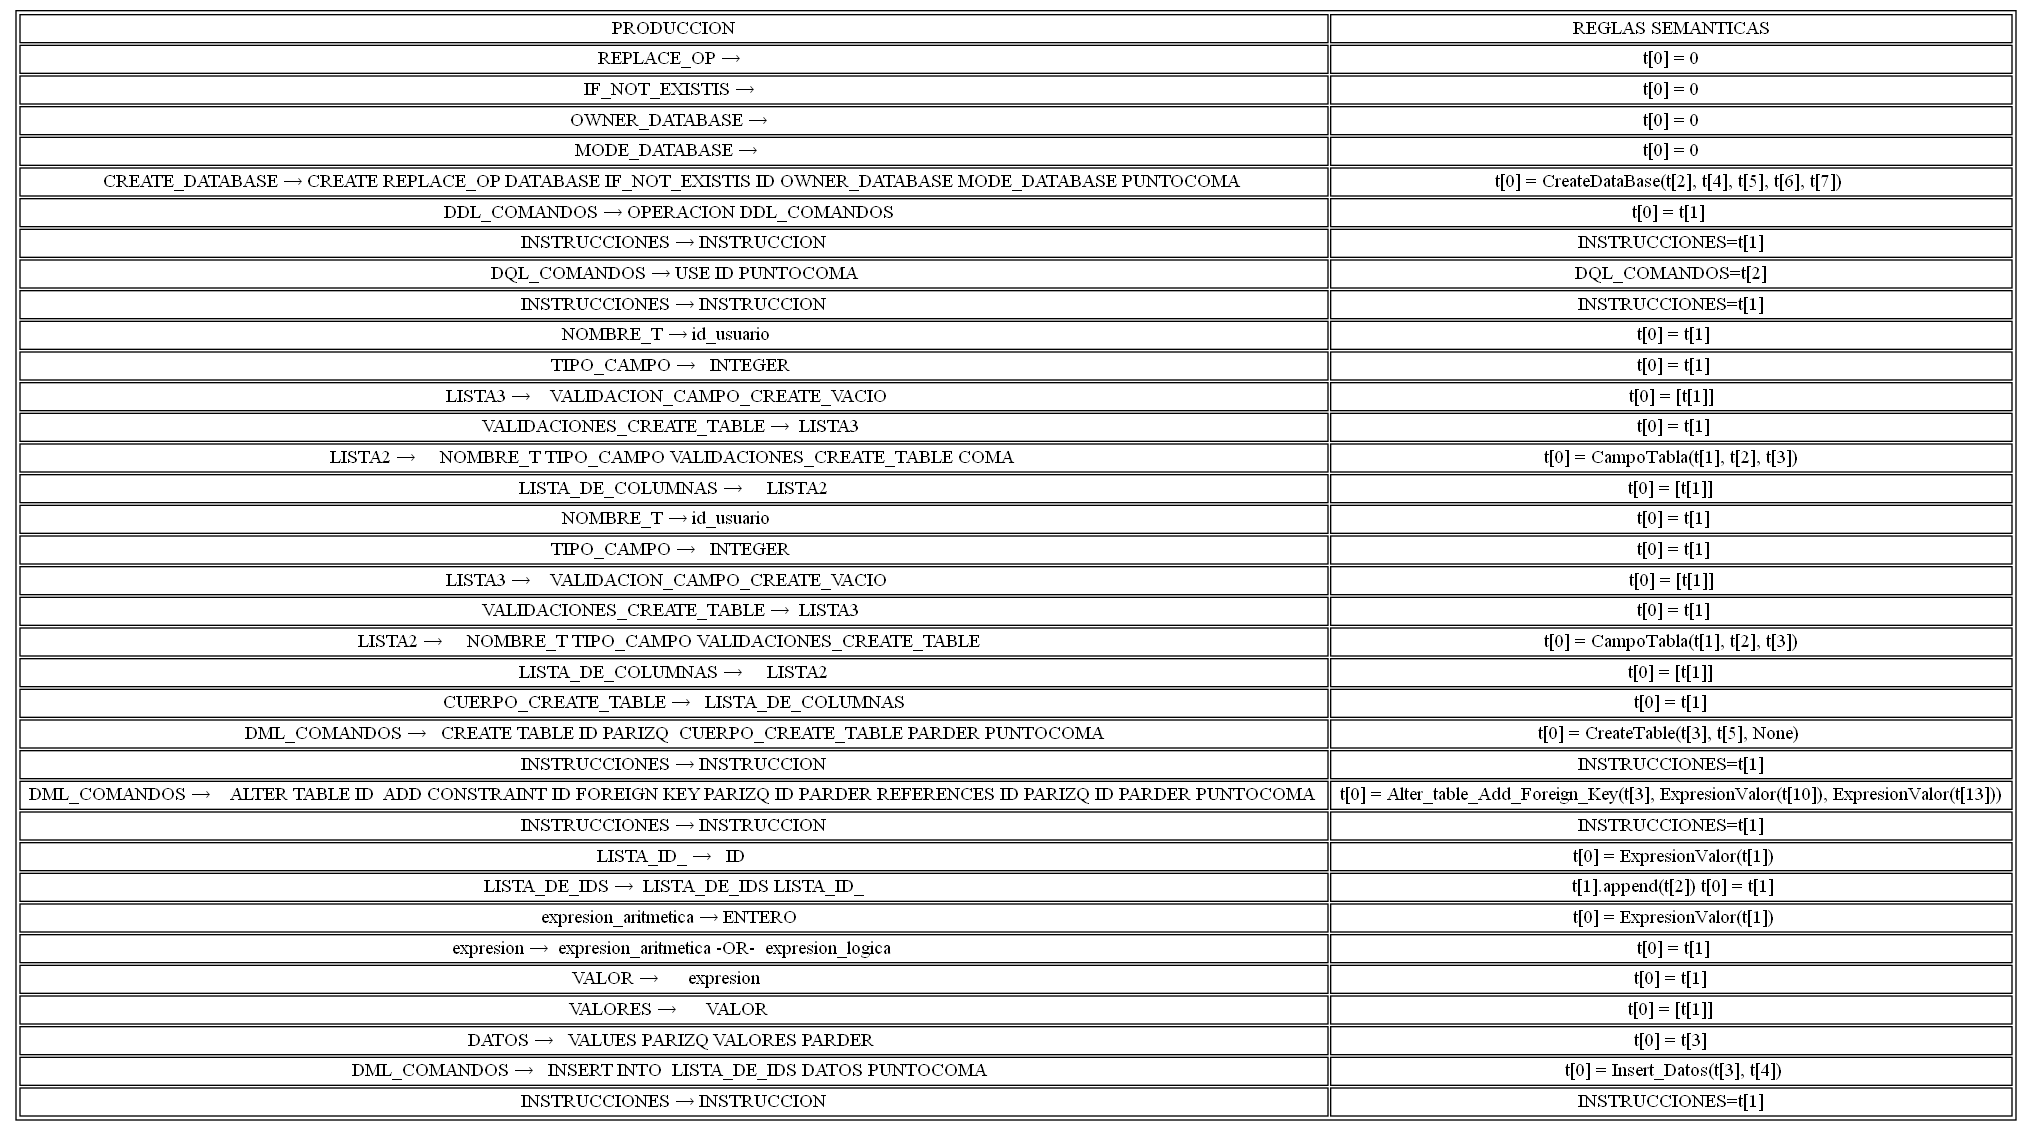 PRODUCCION REGLAS SEMANTICAS
REPLACE_OP → t[0] = 0
IF_NOT_EXISTIS → t[0] = 0
OWNER_DATABASE → t[0] = 0
MODE_DATABASE → t[0] = 0
CREATE_DATABASE → CREATE REPLACE_OP DATABASE IF_NOT_EXISTIS ID OWNER_DATABASE MODE_DATABASE PUNTOCOMA t[0] = CreateDataBase(t[2], t[4], t[5], t[6], t[7])
DDL_COMANDOS → OPERACION DDL_COMANDOS t[0] = t[1]
INSTRUCCIONES → INSTRUCCION INSTRUCCIONES=t[1]
DQL_COMANDOS → USE ID PUNTOCOMA DQL_COMANDOS=t[2]
INSTRUCCIONES → INSTRUCCION INSTRUCCIONES=t[1]
NOMBRE_T → id_usuario t[0] = t[1]
TIPO_CAMPO → INTEGER t[0] = t[1]
LISTA3 → VALIDACION_CAMPO_CREATE_VACIO t[0] = [t[1]]
VALIDACIONES_CREATE_TABLE → LISTA3 t[0] = t[1]
LISTA2 → NOMBRE_T TIPO_CAMPO VALIDACIONES_CREATE_TABLE COMA t[0] = CampoTabla(t[1], t[2], t[3])
LISTA_DE_COLUMNAS → LISTA2 t[0] = [t[1]]
NOMBRE_T → id_usuario t[0] = t[1]
TIPO_CAMPO → INTEGER t[0] = t[1]
LISTA3 → VALIDACION_CAMPO_CREATE_VACIO t[0] = [t[1]]
VALIDACIONES_CREATE_TABLE → LISTA3 t[0] = t[1]
LISTA2 → NOMBRE_T TIPO_CAMPO VALIDACIONES_CREATE_TABLE t[0] = CampoTabla(t[1], t[2], t[3])
LISTA_DE_COLUMNAS → LISTA2 t[0] = [t[1]]
CUERPO_CREATE_TABLE → LISTA_DE_COLUMNAS t[0] = t[1]
DML_COMANDOS → CREATE TABLE ID PARIZQ CUERPO_CREATE_TABLE PARDER PUNTOCOMA t[0] = CreateTable(t[3], t[5], None)
INSTRUCCIONES → INSTRUCCION INSTRUCCIONES=t[1]
DML_COMANDOS → ALTER TABLE ID ADD CONSTRAINT ID FOREIGN KEY PARIZQ ID PARDER REFERENCES ID PARIZQ ID PARDER PUNTOCOMA t[0] = Alter_table_Add_Foreign_Key(t[3], ExpresionValor(t[10]), ExpresionValor(t[13]))
INSTRUCCIONES → INSTRUCCION INSTRUCCIONES=t[1]
LISTA_ID_ → ID t[0] = ExpresionValor(t[1])
LISTA_DE_IDS → LISTA_DE_IDS LISTA_ID_ t[1].append(t[2]) t[0] = t[1]
expresion_aritmetica → ENTERO t[0] = ExpresionValor(t[1])
expresion → expresion_aritmetica -OR- expresion_logica t[0] = t[1]
VALOR → expresion t[0] = t[1]
VALORES → VALOR t[0] = [t[1]]
DATOS → VALUES PARIZQ VALORES PARDER t[0] = t[3]
DML_COMANDOS → INSERT INTO LISTA_DE_IDS DATOS PUNTOCOMA t[0] = Insert_Datos(t[3], t[4])
INSTRUCCIONES → INSTRUCCION INSTRUCCIONES=t[1]